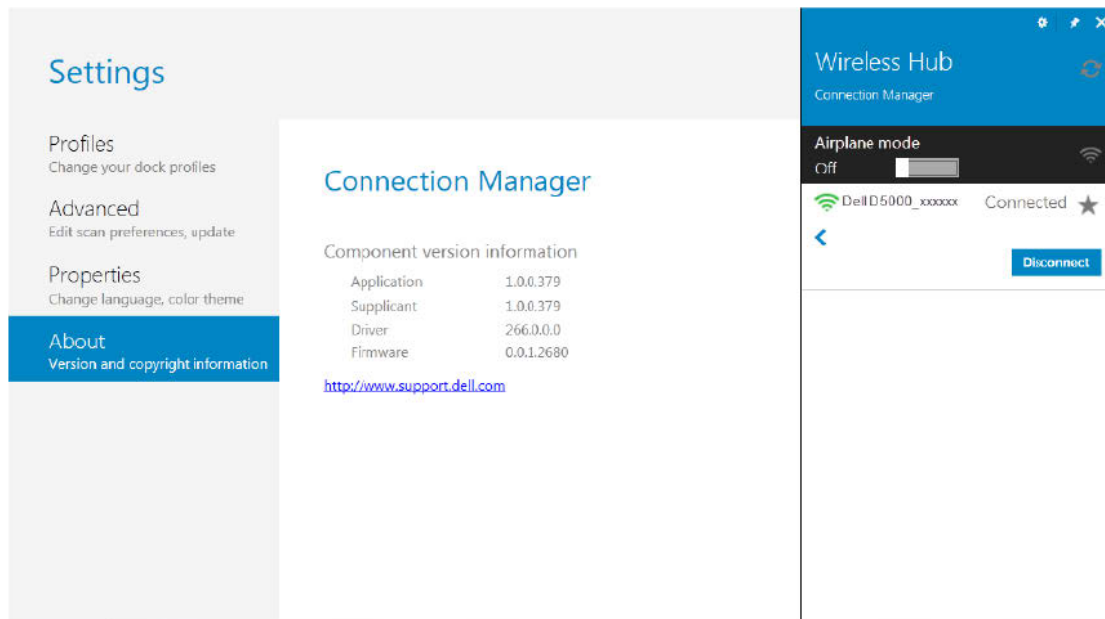 Settings
Profiles
Change your dock profiles
Advanced
Edit scan preferences, update
Properties
Change language, color theme
About
Version and copyright information
Connection Manager
Component version information
Application 1.0.0.379
Supplicant 1.0.0.379
Driver 266.0.0.0
Firmware 0.0.1.2680
http://www.support.dell.com
Wireless Hub
Connection Manager
Airplane mode
Off
Dell D5000_xxxxxx Connected
Disconnect